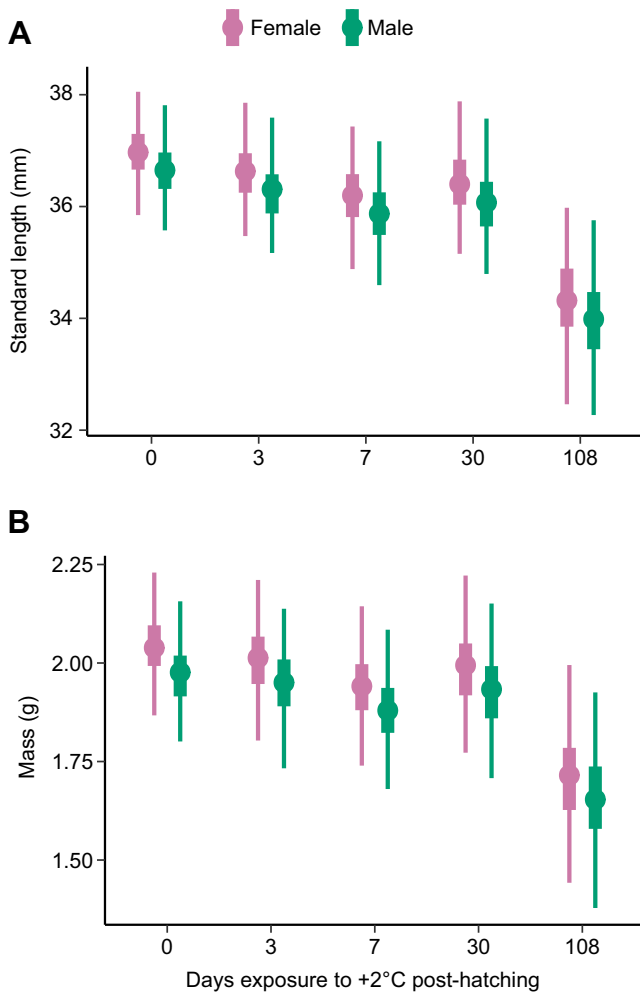 A
Female Male
Standard length (mm)
38
36
34
32
0 3 7 30 108
B
Mass (g)
2.25
2.00
1.75
1.50
0 3 7 30 108
Days exposure to +2°C post-hatching